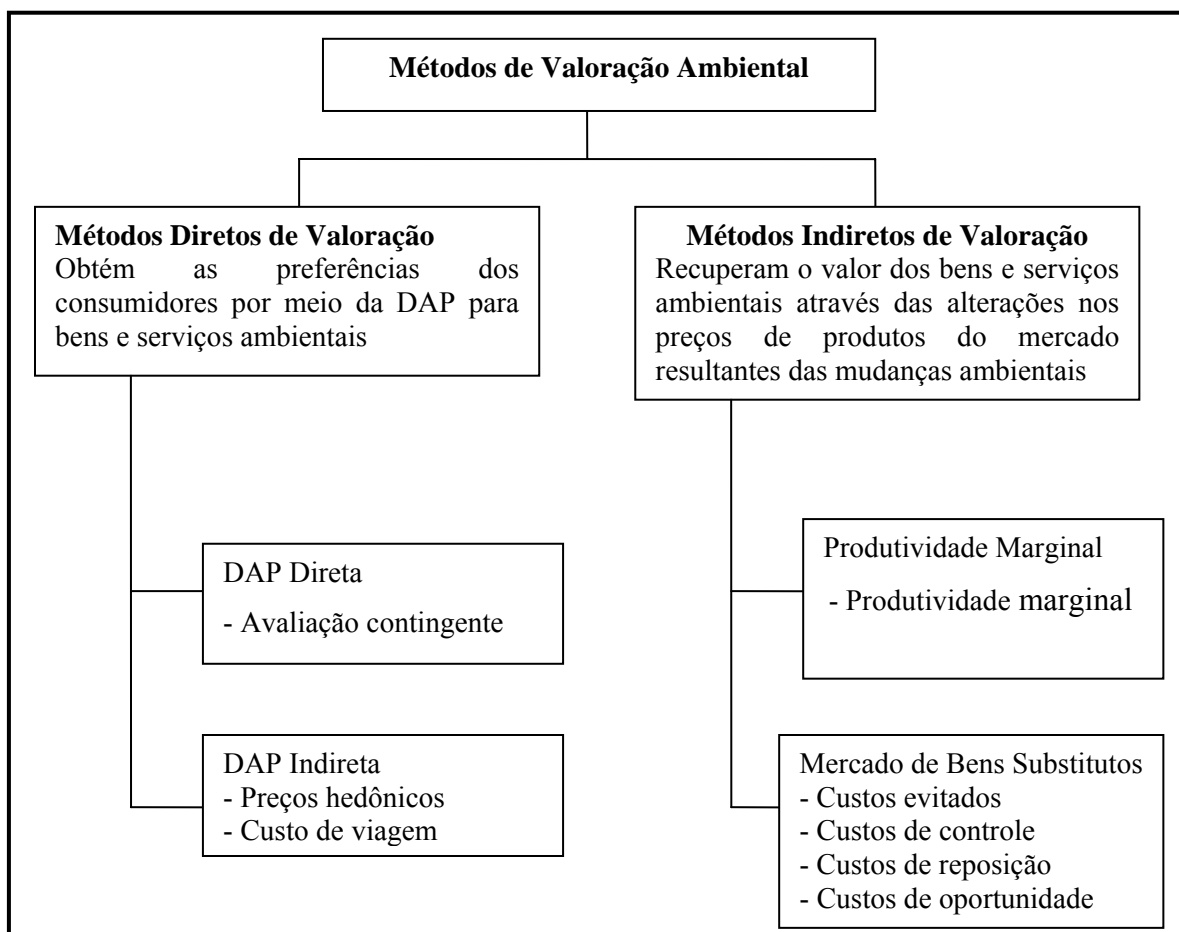 Métodos de Valoração Ambiental
Métodos Diretos de Valoração
Obtém as preferências dos
consumidores por meio da DAP para
bens e serviços ambientais
Métodos Indiretos de Valoração
Recuperam o valor dos bens e serviços
ambientais através das alterações nos
preços de produtos do mercado
resultantes das mudanças ambientais
DAP Direta
- Avaliação contingente
DAP Indireta
- Preços hedônicos
- Custo de viagem
Produtividade Marginal
- Produtividade marginal
Mercado de Bens Substitutos
- Custos evitados
- Custos de controle
- Custos de reposição
- Custos de oportunidade